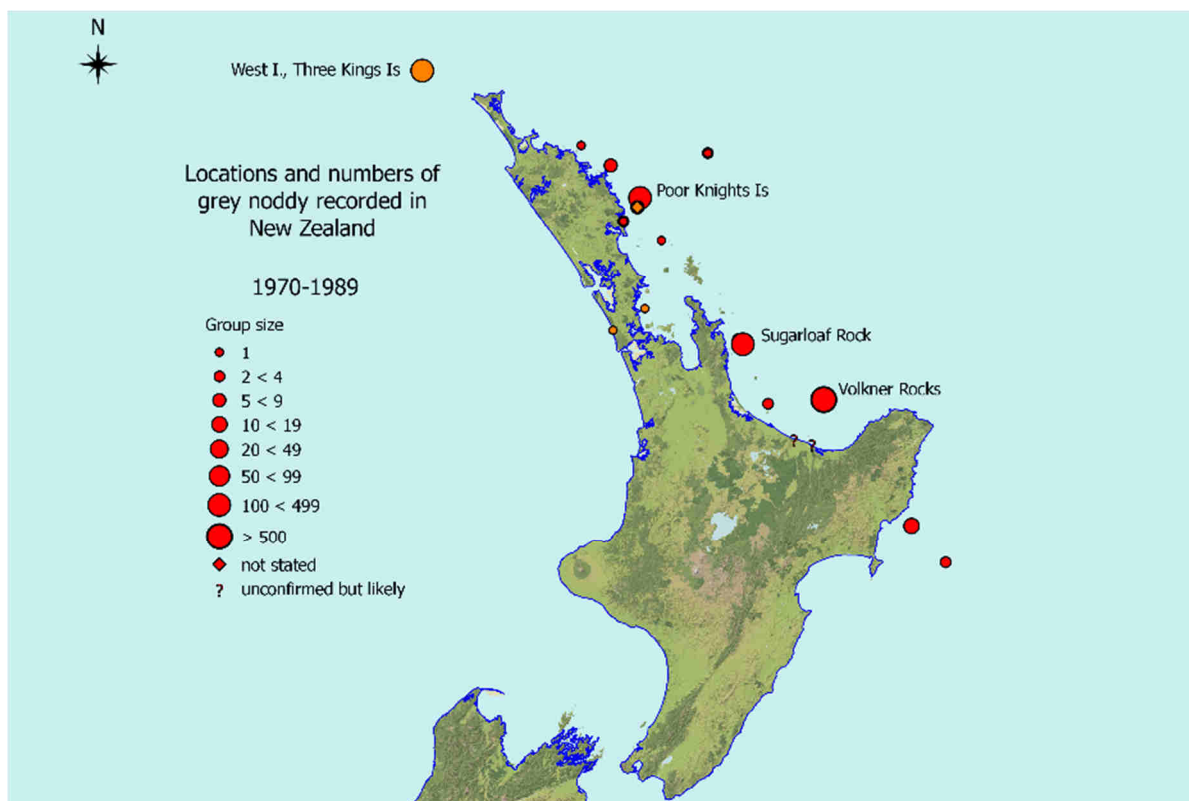 N
West I., Three Kings Is
Locations and numbers of
grey noddy recorded in
New Zealand
1970-1989
Group size
1
2 < 4
5 < 9
10 < 19
20 < 49
50 < 99
100 < 499
> 500
not stated
? unconfirmed but likely
Poor Knights Is
Sugarloaf Rock
Volkner Rocks
? ?